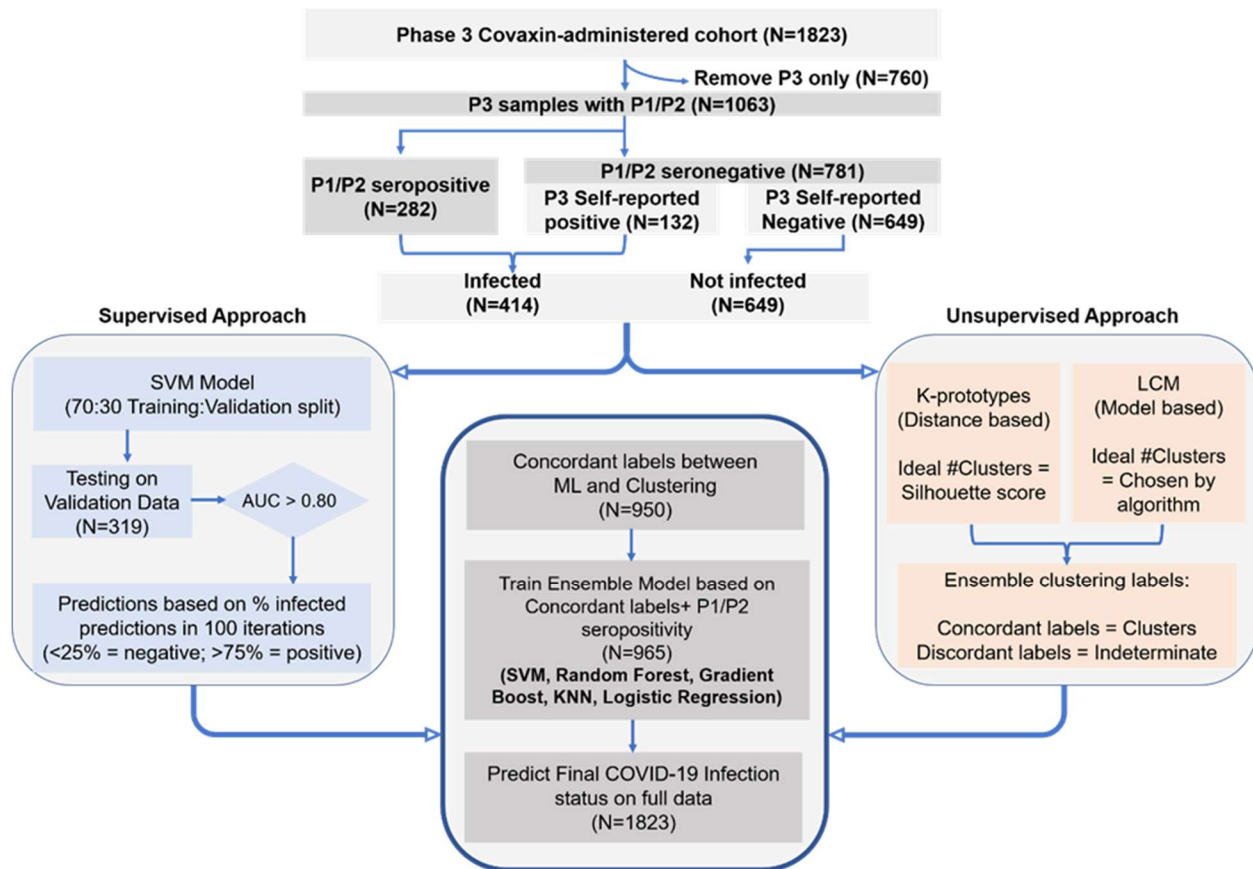 Phase 3 Covaxin-administered cohort (N=1823)
Remove P3 only (N=760)
P3 samples with P1/P2 (N=1063)
P1/P2 seropositive
(N=282)
P1/P2 seronegative (N=781)
P3 Self-reported
positive (N=132)
P3 Self-reported
Negative (N=649)
Infected
(N=414)
Not infected
(N=649)
Supervised Approach
SVM Model
(70:30 Training:Validation split)
Testing on
Validation Data
(N=319)
AUC > 0.80
Predictions based on % infected
predictions in 100 iterations
(<25% = negative; >75% = positive)
Concordant labels between
ML and Clustering
(N=950)
Train Ensemble Model based on
Concordant labels+ P1/P2
seropositivity
(N=965)
(SVM, Random Forest, Gradient
Boost, KNN, Logistic Regression)
Predict Final COVID-19 Infection
status on full data
(N=1823)
Unsupervised Approach
K-prototypes
(Distance based)
Ideal #Clusters =
Silhouette score
LCM
(Model based)
Ideal #Clusters
= Chosen by
algorithm
Ensemble clustering labels:
Concordant labels = Clusters
Discordant labels = Indeterminate